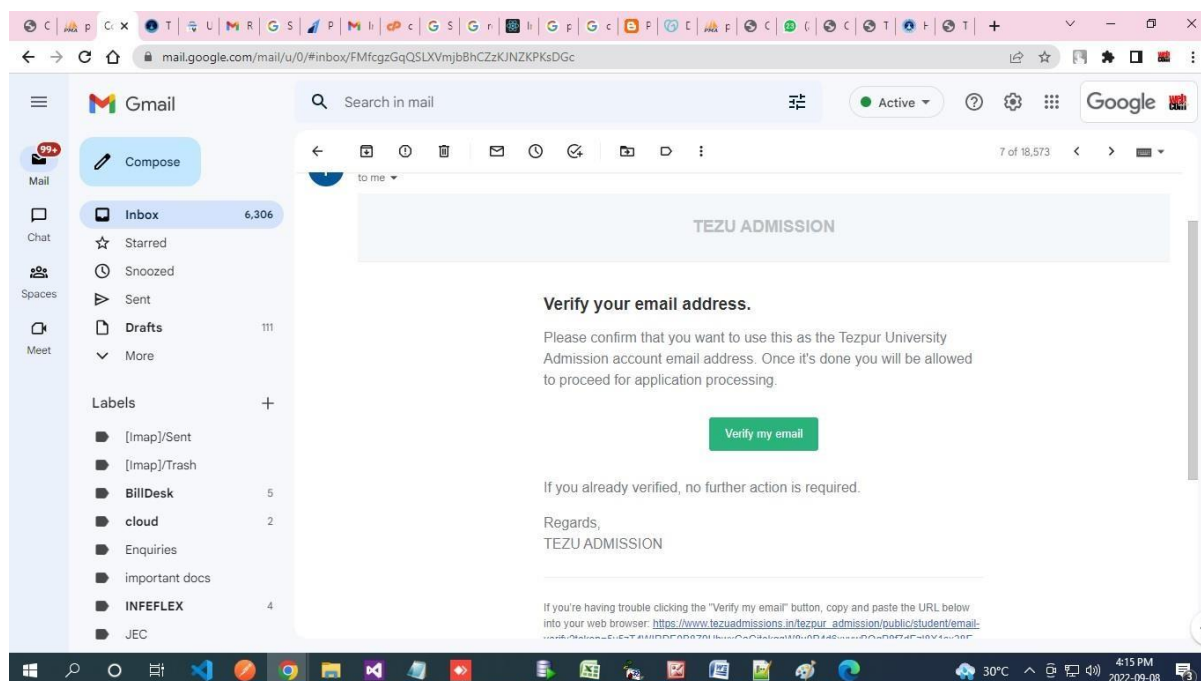 mail.google.com/mail/u/0/#inbox/FMfcgzGqQSLXVmjbBhCZzKJNZKPKsDGc
Gmail
Search in mail
Active
Google
99+
Mail
Compose
7 of 18,573
to me
Chat
Inbox 6,306
Starred
TEZU ADMISSION
Spaces
Snoozed
Sent
Meet
Drafts 111
More
Verify your email address.
Please confirm that you want to use this as the Tezpur University
Admission account email address. Once it's done you will be allowed
to proceed for application processing.
Labels
[Imap]/Sent
[Imap]/Trash
BillDesk 5
cloud 2
Enquiries
important docs
INFEFLEX 4
JEC
Verify my email
If you already verified, no further action is required.
Regards,
TEZU ADMISSION
If you're having trouble clicking the "Verify my email" button, copy and paste the URL below
into your web browser: https://www.tezuadmissions.in/tezpur_admission/public/student/email-
30°C
4:15 PM
2022-09-08